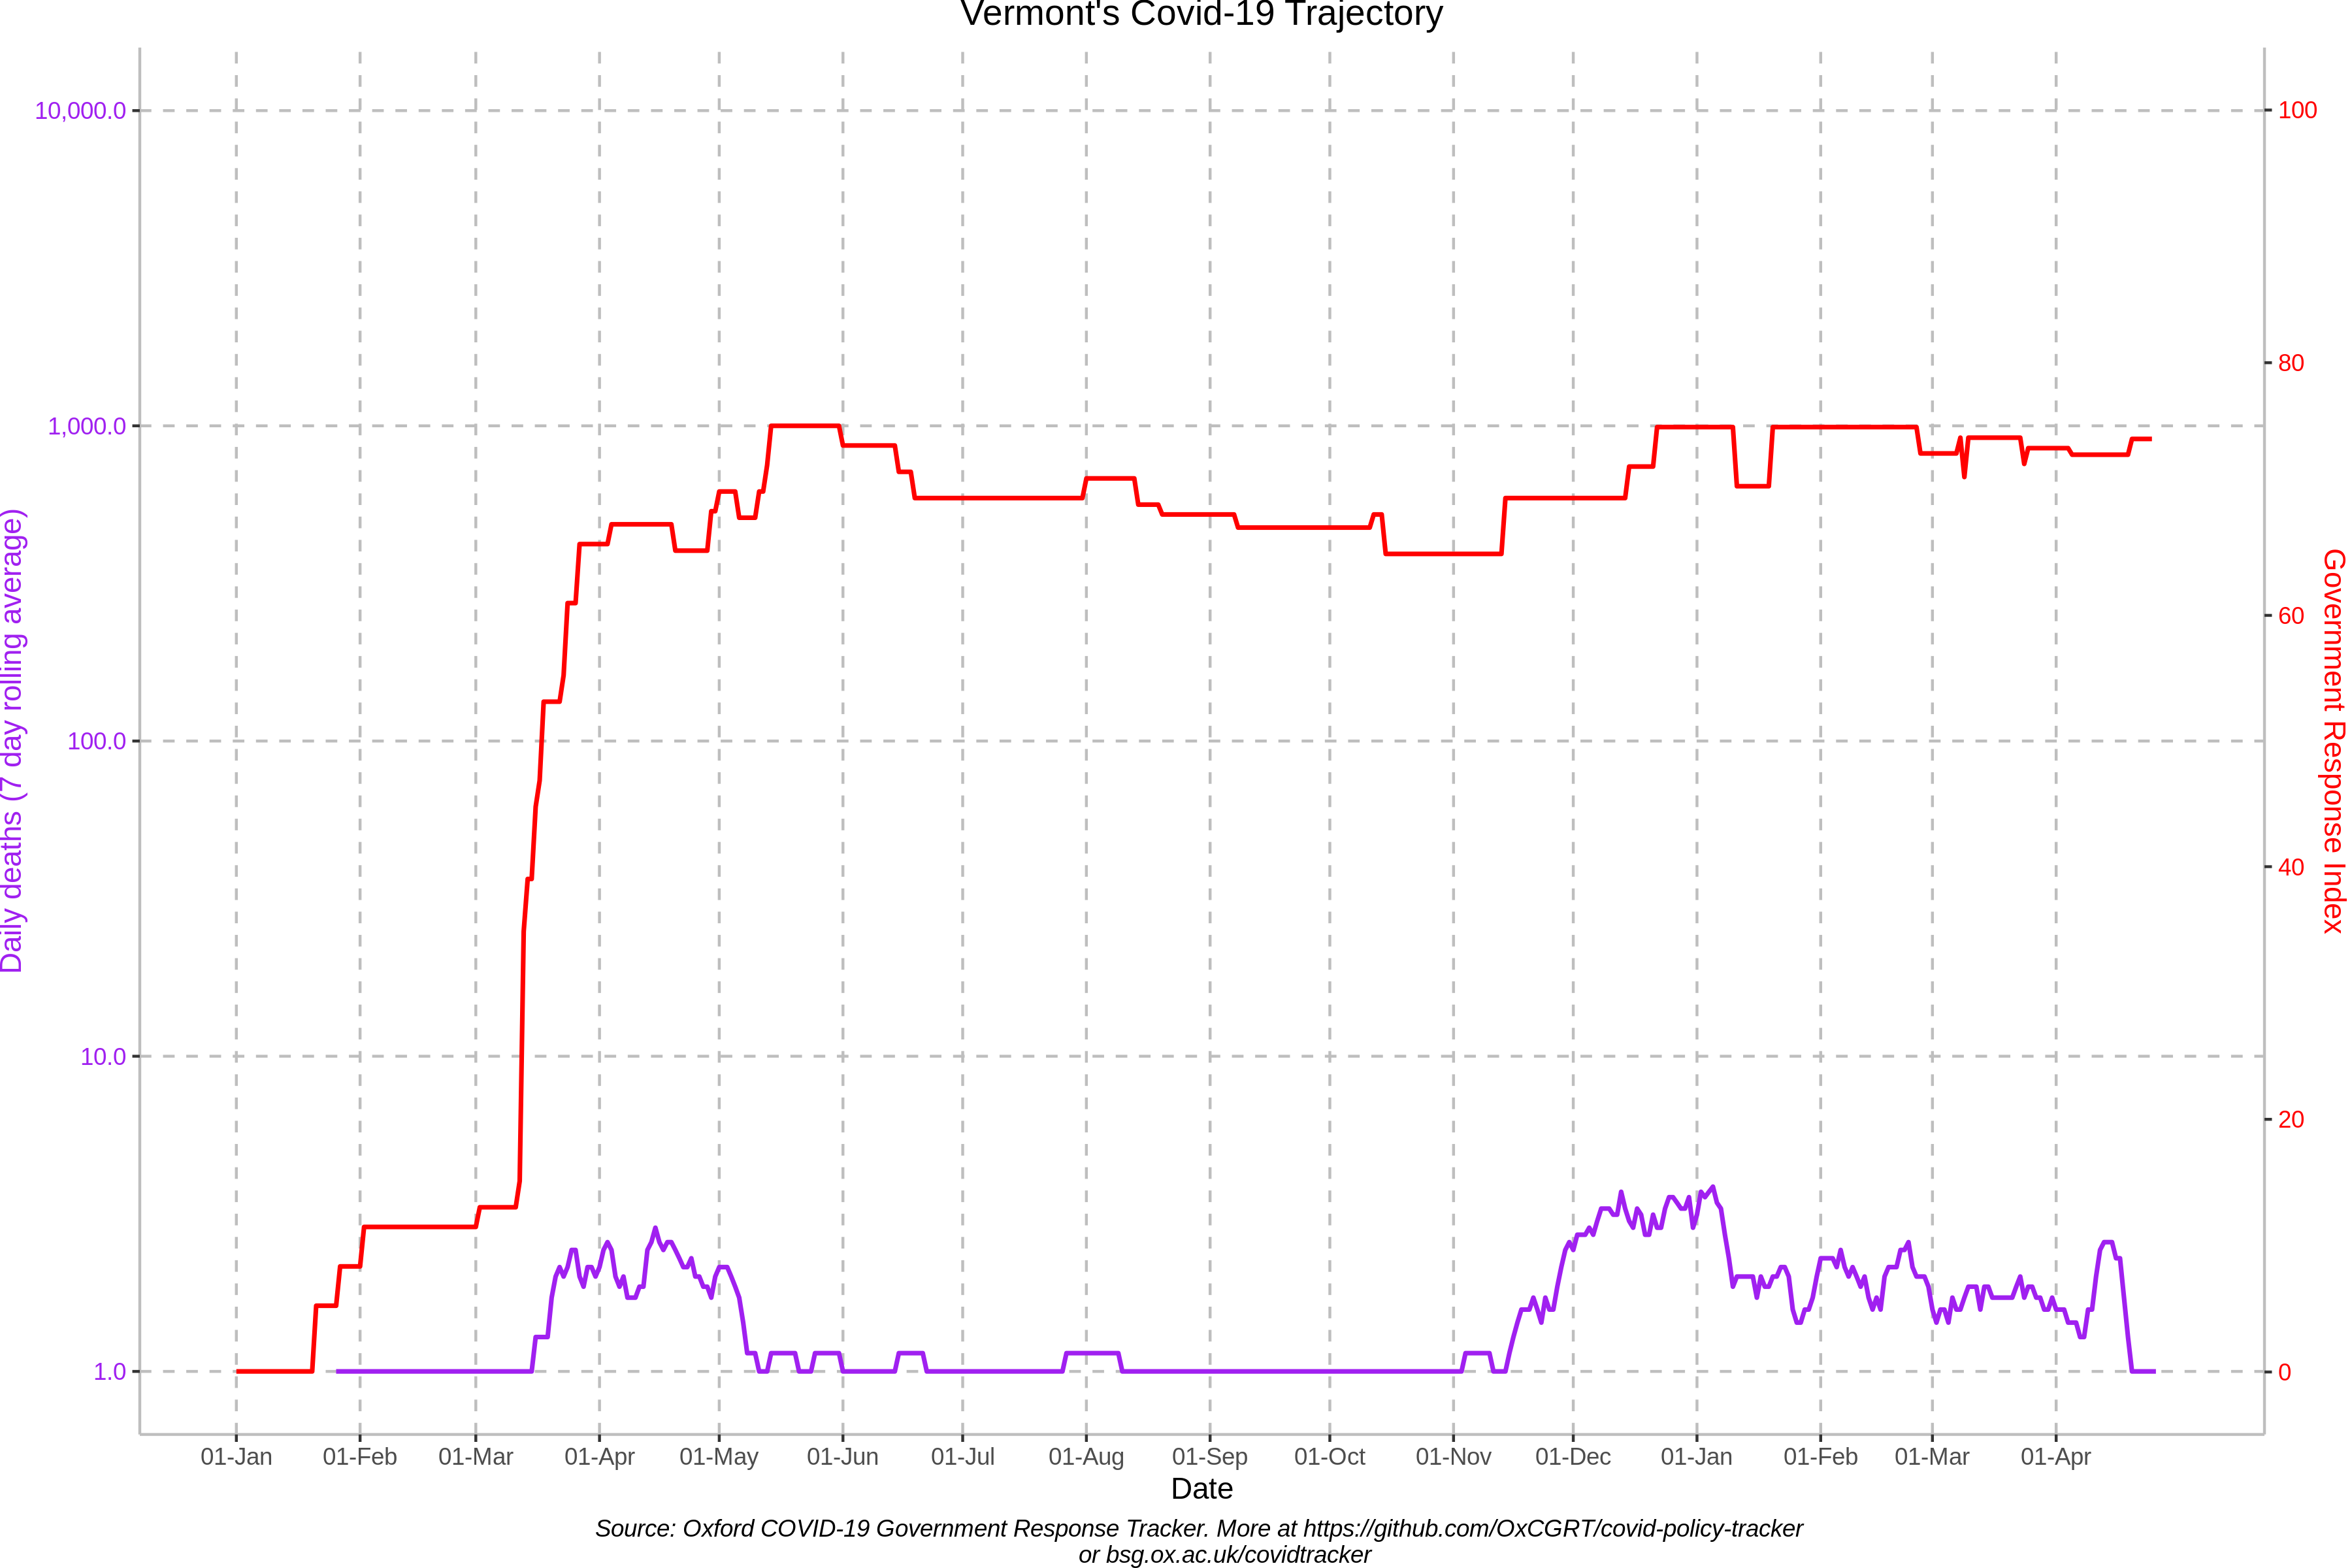 Vermont's Covid-19 Trajectory
10,000.0
1,000.0
100.0
10.0
1.0
Daily deaths (7 day rolling average)
100
80
60
40
20
0
Government Response Index
01-Jan 01-Feb 01-Mar 01-Apr 01-May 01-Jun 01-Jul 01-Aug 01-Sep 01-Oct 01-Nov 01-Dec 01-Jan 01-Feb 01-Mar 01-Apr
Date
Source: Oxford COVID-19 Government Response Tracker. More at https://github.com/OxCGRT/covid-policy-tracker
or bsg.ox.ac.uk/covidtracker